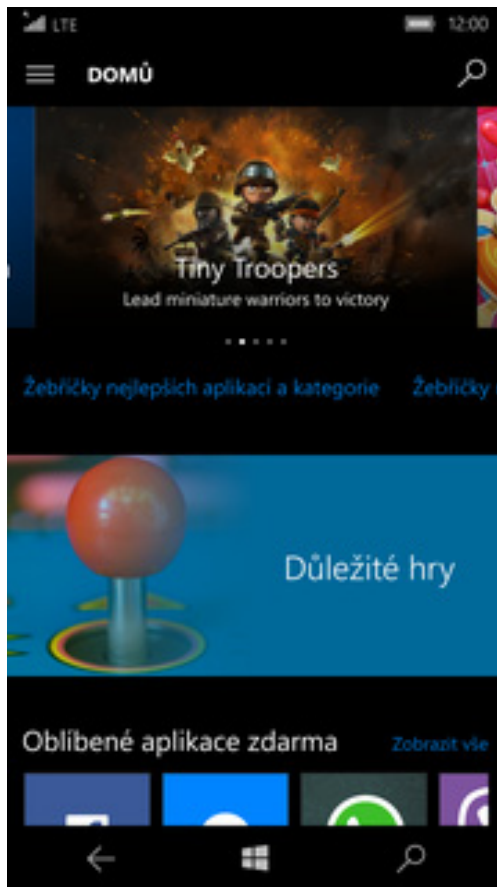 LTE
12:00
DOMŮ
Tiny Troopers
Lead miniature warriors to victory
Žebříčky nejlepších aplikací a kategorie
Žebříčky
Důležité hry
Oblíbené aplikace zdarma
Zobrazit vše